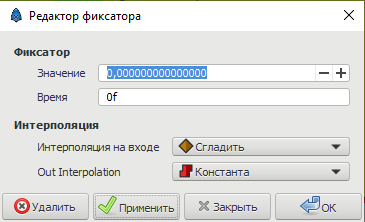 Редактор фиксатора
Фиксатор
Значение 0,000000000000000
Время 0f
Интерполяция
Интерполяция на входе Сгладить
Out Interpolation Константа
Удалить Применить Закрыть OK